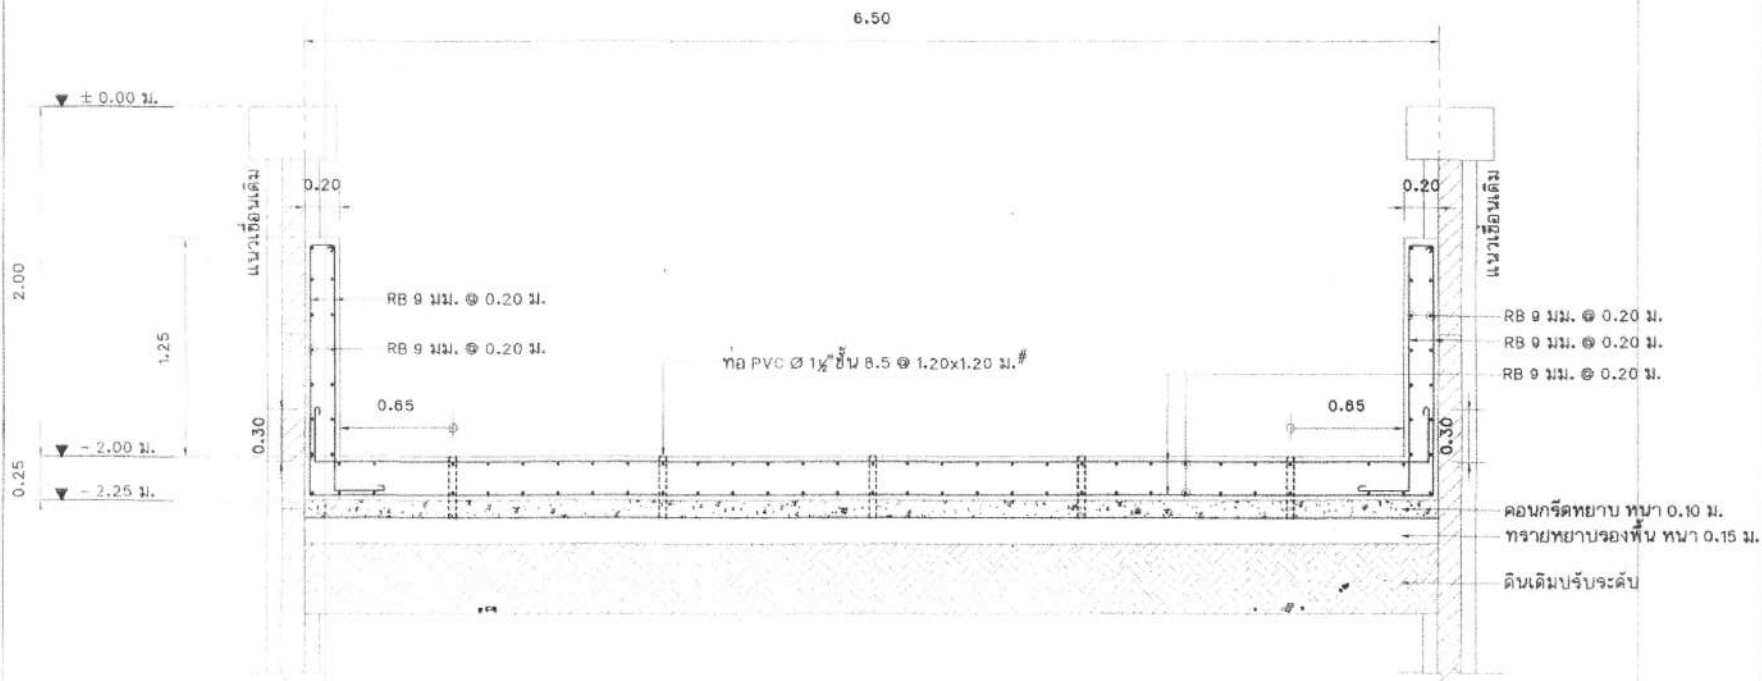 6.50
± 0.00 ม.
แนวเขื่อนเดิม
0.20
0.20
แนวเขื่อนเดิม
2.00
1.25
RB 9 มม. @ 0.20 ม.
RB 9 มม. @ 0.20 ม.
RB 9 มม. @ 0.20 ม.
RB 9 มม. @ 0.20 ม.
RB 9 มม. @ 0.20 ม.
ท่อ PVC Ø 1½" ชั้น 8.5 @ 1.20x1.20 ม.#
0.65
0.65
0.30
0.30
- 2.00 ม.
0.25
- 2.25 ม.
คอนกรีตหยาบ หนา 0.10 ม.
ทรายหยาบรองพื้น หนา 0.15 ม.
ดินเดิมปรับระดับ